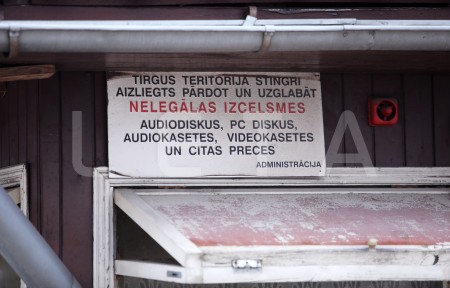 TIRGUS TERITORIJĀ STINGRI
AIZLIEGTS PĀRDOT UN UZGLABĀT
NELEGĀLAS IZCELSMES
AUDIODISKUS, PC DISKUS,
AUDIOKASETES, VIDEOKASETES
UN CITAS PRECES
ADMINISTRĀCIJA